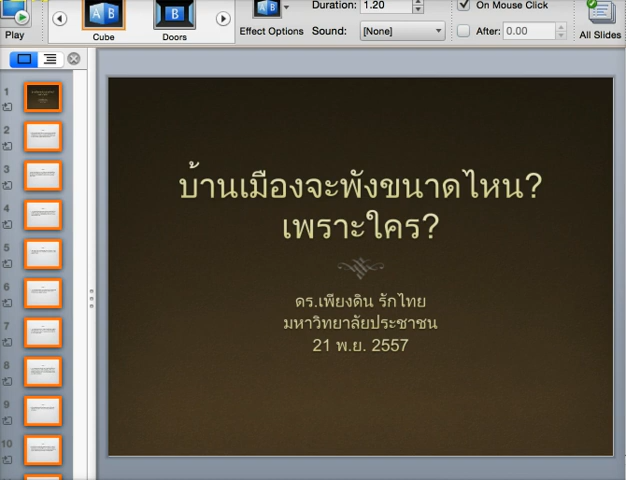 Play
Cube
Doors
Effect Options
Duration:
1.20
Sound:
[None]
On Mouse Click
After:
0.00
All Slides
1
2
3
4
5
6
7
8
9
10
บ้านเมืองจะพังขนาดไหน?
เพราะใคร?
ดร.เพียงดิน รักไทย
มหาวิทยาลัยประชาชน
21 พ.ย. 2557